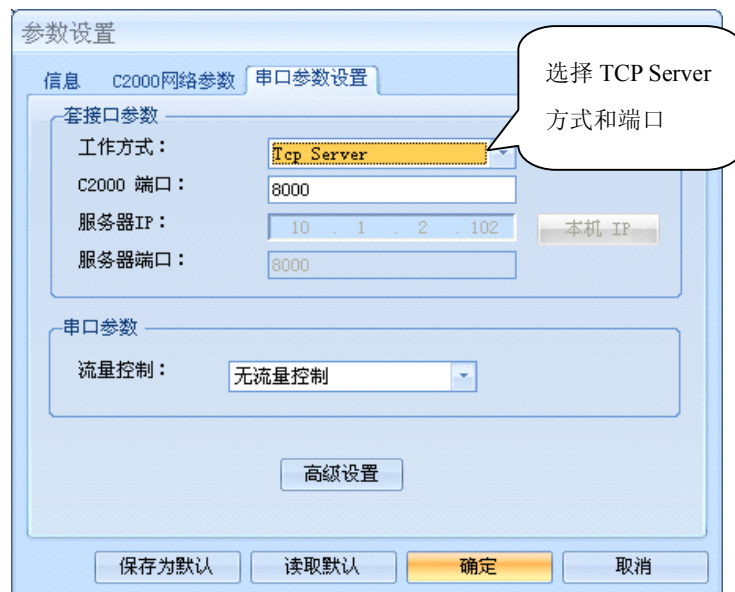 参数设置
选择 TCP Server
方式和端口
信息 C2000网络参数 串口参数设置
套接口参数
工作方式： Tcp Server
C2000 端口： 8000
服务器IP： 10 . 1 . 2 . 102 本机 IP
服务器端口： 8000
串口参数
流量控制： 无流量控制
高级设置
保存为默认 读取默认 确定 取消